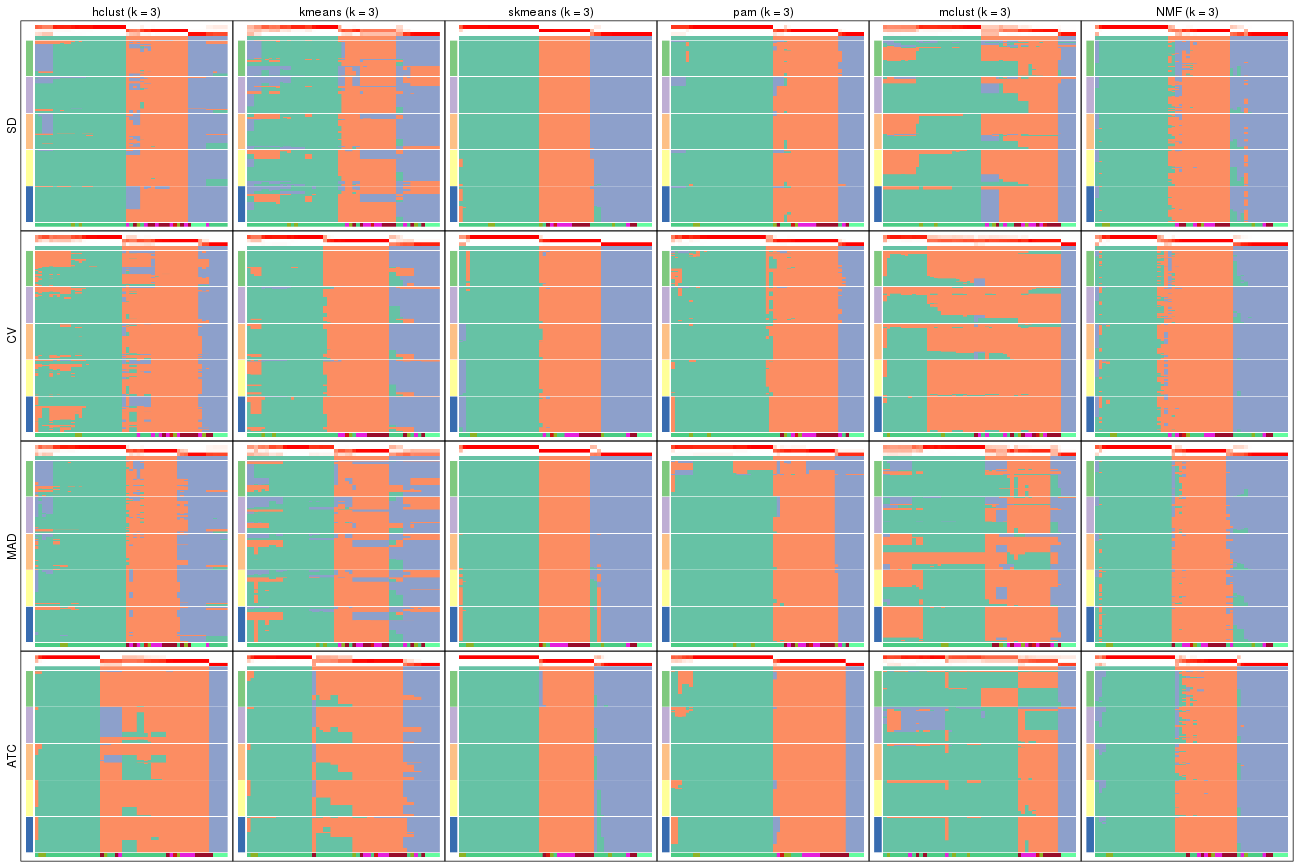 hclust (k = 3)
kmeans (k = 3)
skmeans (k = 3)
pam (k = 3)
mclust (k = 3)
NMF (k = 3)
SD
CV
MAD
ATC